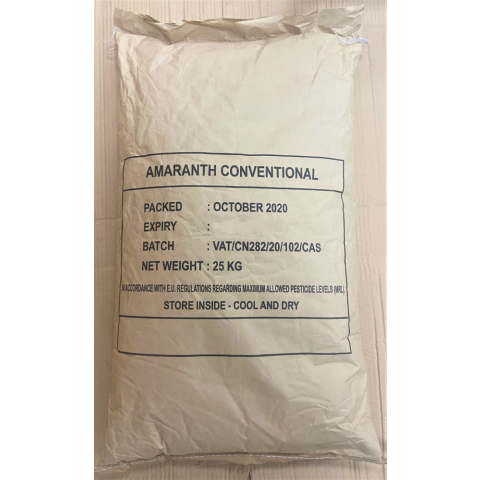 AMARANTH CONVENTIONAL
PACKED : OCTOBER 2020
EXPIRY :
BATCH : VAT/CN282/20/102/CAS
NET WEIGHT : 25 KG
IN ACCORDANCE WITH E.U. REGULATIONS REGARDING MAXIMUM ALLOWED PESTICIDE LEVELS (MRL)
STORE INSIDE - COOL AND DRY